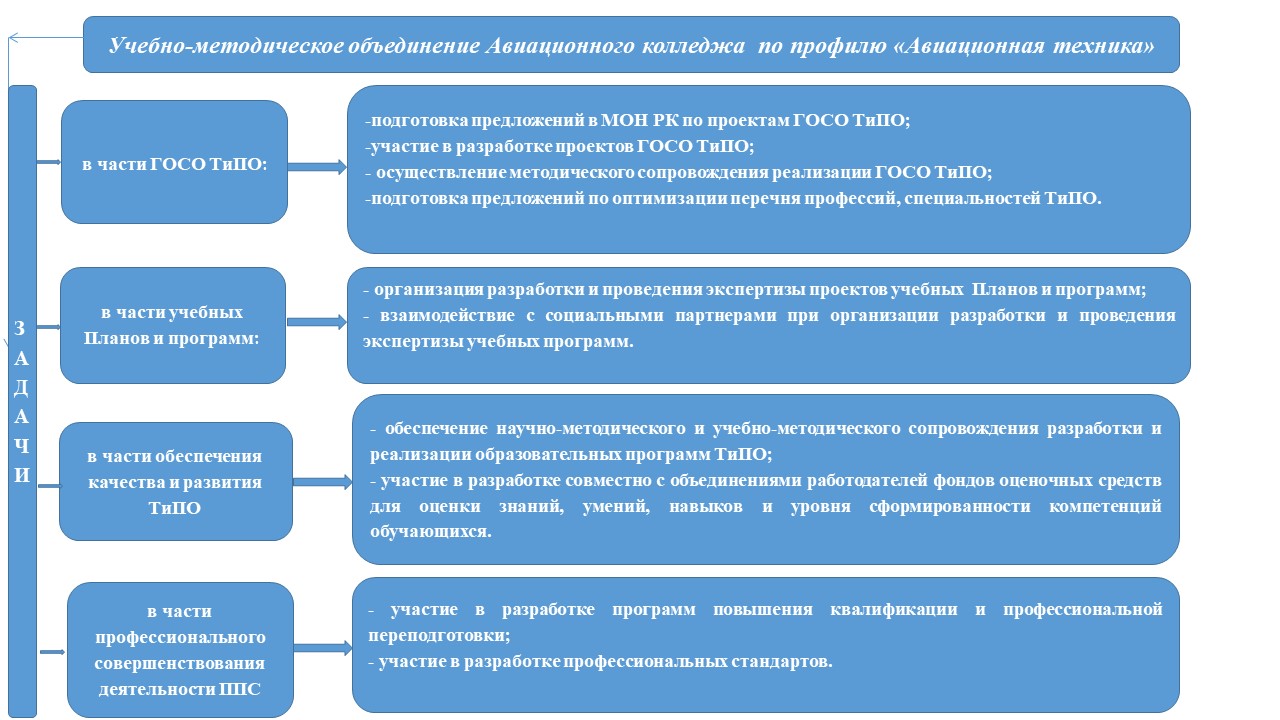 Учебно-методическое объединение Авиационного колледжа по профилю «Авиационная техника»
З
А
Д
А
Ч
И
в части ГОСО ТиПО:
-подготовка предложений в МОН РК по проектам ГОСО ТиПО;
-участие в разработке проектов ГОСО ТиПО;
- осуществление методического сопровождения реализации ГОСО ТиПО;
-подготовка предложений по оптимизации перечня профессий, специальностей ТиПО.
в части учебных
Планов и программ:
- организация разработки и проведения экспертизы проектов учебных Планов и программ;
- взаимодействие с социальными партнерами при организации разработки и проведения
экспертизы учебных программ.
в части обеспечения
качества и развития
ТиПО
- обеспечение научно-методического и учебно-методического сопровождения разработки и
реализации образовательных программ ТиПО;
- участие в разработке совместно с объединениями работодателей фондов оценочных средств
для оценки знаний, умений, навыков и уровня сформированности компетенций
обучающихся.
в части
профессионального
совершенствования
деятельности ППС
- участие в разработке программ повышения квалификации и профессиональной
переподготовки;
- участие в разработке профессиональных стандартов.